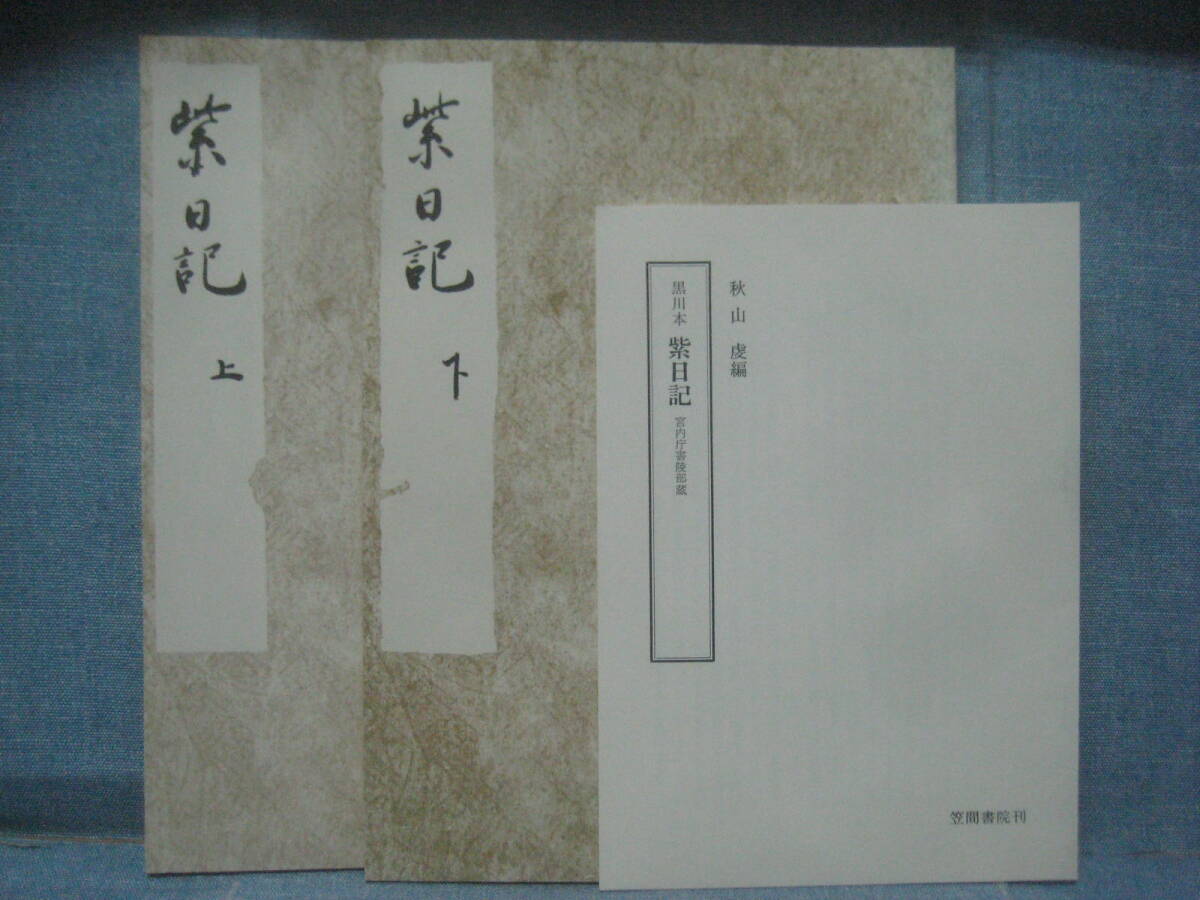 紫日記
上
紫日記
下
秋山 虔編
黒川本 紫日記 宮内庁書陵部蔵
笠間書院刊